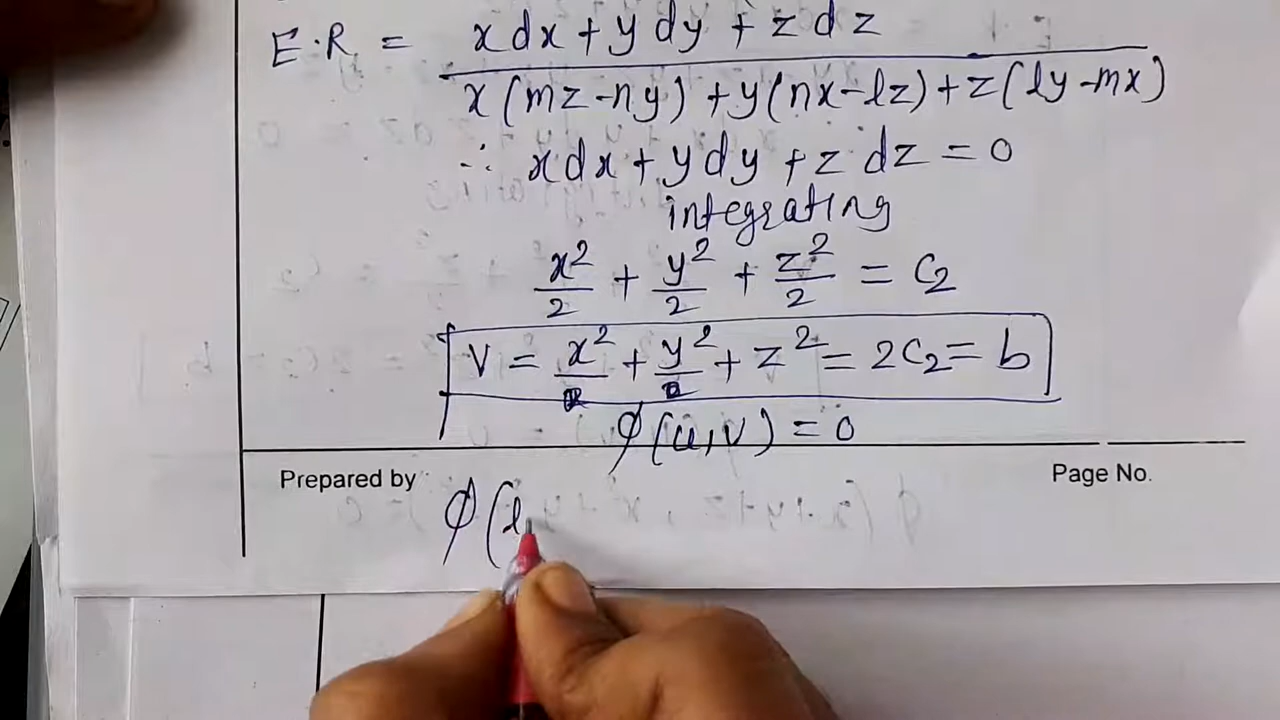 E.R = x dx + y dy + z dz / x(mz-ny) + y(nx-lz) + z(ly-mx)
∴ x dx + y dy + z dz = 0
integrating
x²/2 + y²/2 + z²/2 = C₂
V = x² + y² + z² = 2C₂ = b
φ(u,v) = 0
Prepared by
Page No.
φ(l